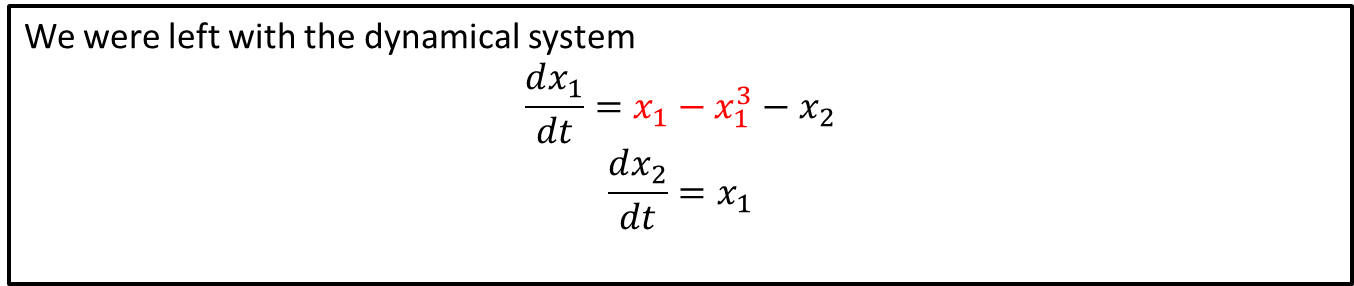 We were left with the dynamical system
dx₁/dt = x₁ − x₁³ − x₂
dx₂/dt = x₁